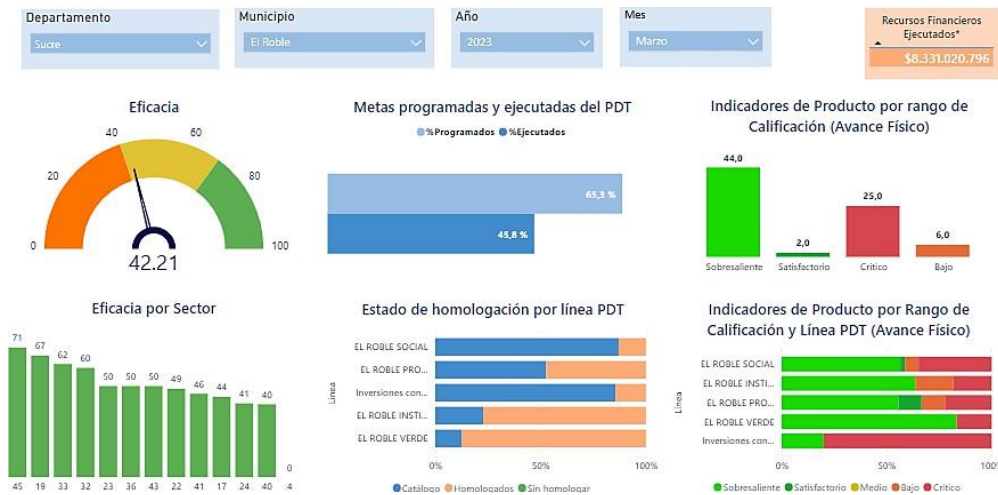 Departamento
Sucre
Municipio
El Roble
Año
2023
Mes
Marzo
Recursos Financieros
Ejecutados*
$8.331.020.796
Eficacia
0
20
40
60
80
100
42.21
Metas programadas y ejecutadas del PDT
%Programados %Ejecutados
65,3 %
45,8 %
Indicadores de Producto por rango de
Calificación (Avance Físico)
44,0
2,0
25,0
6,0
Sobresaliente Satisfactorio Crítico Bajo
Eficacia por Sector
71 67 62 60 50 50 50 49 46 44 41 40 0
45 19 33 32 23 36 43 22 41 17 24 40 4
Estado de homologación por línea PDT
Línea
EL ROBLE SOCIAL
EL ROBLE PRO...
Inversiones con...
EL ROBLE INSTI...
EL ROBLE VERDE
0% 100%
Catálogo Homologados Sin homologar
Indicadores de Producto por Rango de
Calificación y Línea PDT (Avance Físico)
Línea
EL ROBLE SOCIAL
EL ROBLE INSTI...
EL ROBLE PRO...
EL ROBLE VERDE
Inversiones con...
0% 50% 100%
Sobresaliente Satisfactorio Medio Bajo Crítico